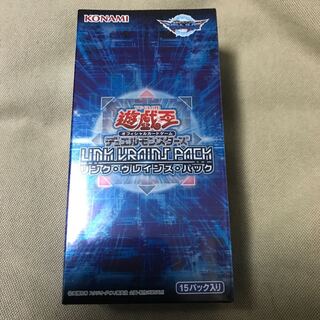 KONAMI
遊戯王
オフィシャルカードゲーム
デュエルモンスターズ
LINK VRAINS PACK
リンク・ヴレインズ・パック
15パック入り